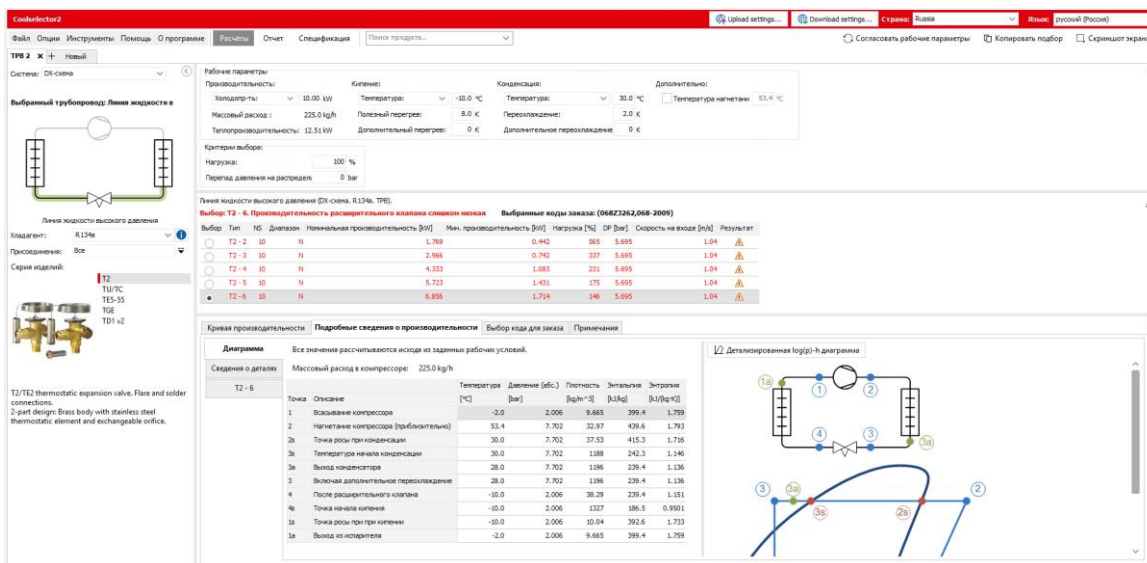 Coolselector2
Upload settings...
Download settings...
Страна: Russia
Язык: русский (Россия)
Файл Опции Инструменты Помощь О программе Расчёты Отчет Спецификация Поиск продукта...
Согласовать рабочие параметры Копировать подбор Скриншот экрана
ТРВ 2 × + Новый
Система: DX-схема
Выбранный трубопровод: Линия жидкости в
Линия жидкости высокого давления
Хладагент: R134a
Присоединения: Все
Серия изделий:
T2
TU/TC
TE5-55
TGE
TD1 v2
T2/TE2 thermostatic expansion valve. Flare and solder
connections.
2-part design: Brass body with stainless steel
thermostatic element and exchangeable orifice.
Рабочие параметры
Производительность: Кипение: Конденсация: Дополнительно:
Холодопр-ть: 10.00 kW Температура: -10.0 °C Температура: 30.0 °C Температура нагнетани 53.4 °C
Массовый расход : 225.0 kg/h Полезный перегрев: 8.0 K Переохлаждение: 2.0 K
Теплопроизводительность: 12.51 kW Дополнительный перегрев: 0 K Дополнительное переохлаждение 0 K
Критерии выбора:
Нагрузка: 100 %
Перепад давления на распредели 0 bar
Линия жидкости высокого давления (DX-схема. R134a. ТРВ).
Выбор: T2 - 6. Производительность расширительного клапана слишком низкая Выбранные коды заказа: (068Z3262,068-2009)
Выбор Тип NS Диапазон Номинальная производительность [kW] Мин. производительность [kW] Нагрузка [%] DP [bar] Скорость на входе [m/s] Результат
T2 - 2 10 N 1.769 0.442 565 5.695 1.04
T2 - 3 10 N 2.966 0.742 337 5.695 1.04
T2 - 4 10 N 4.333 1.083 231 5.695 1.04
T2 - 5 10 N 5.723 1.431 175 5.695 1.04
T2 - 6 10 N 6.856 1.714 146 5.695 1.04
Кривая производительности Подробные сведения о производительности Выбор кода для заказа Примечания
Диаграмма
Сведения о деталях
T2 - 6
Все значения рассчитываются исходя из заданных рабочих условий.
Массовый расход в компрессоре: 225.0 kg/h
Температура Давление (абс.) Плотность Энтальпия Энтропия
Точка Описание [°C] [bar] [kg/m^3] [kJ/kg] [kJ/(kg·K)]
1 Всасывание компрессора -2.0 2.006 9.665 399.4 1.759
2 Нагнетание компрессора (приблизительно) 53.4 7.702 32.97 439.6 1.793
2s Точка росы при конденсации 30.0 7.702 37.53 415.3 1.716
3s Температура начала конденсации 30.0 7.702 1188 242.3 1.146
3a Выход конденсатора 28.0 7.702 1196 239.4 1.136
3 Включая дополнительное переохлаждение 28.0 7.702 1196 239.4 1.136
4 После расширительного клапана -10.0 2.006 38.29 239.4 1.151
4s Точка начала кипения -10.0 2.006 1327 186.5 0.9501
1s Точка росы при при кипении -10.0 2.006 10.04 392.6 1.733
1a Выход из испарителя -2.0 2.006 9.665 399.4 1.759
Детализированная log(p)-h диаграмма
1a
1 2
4 3
3a
3 3a 2
3s 2s